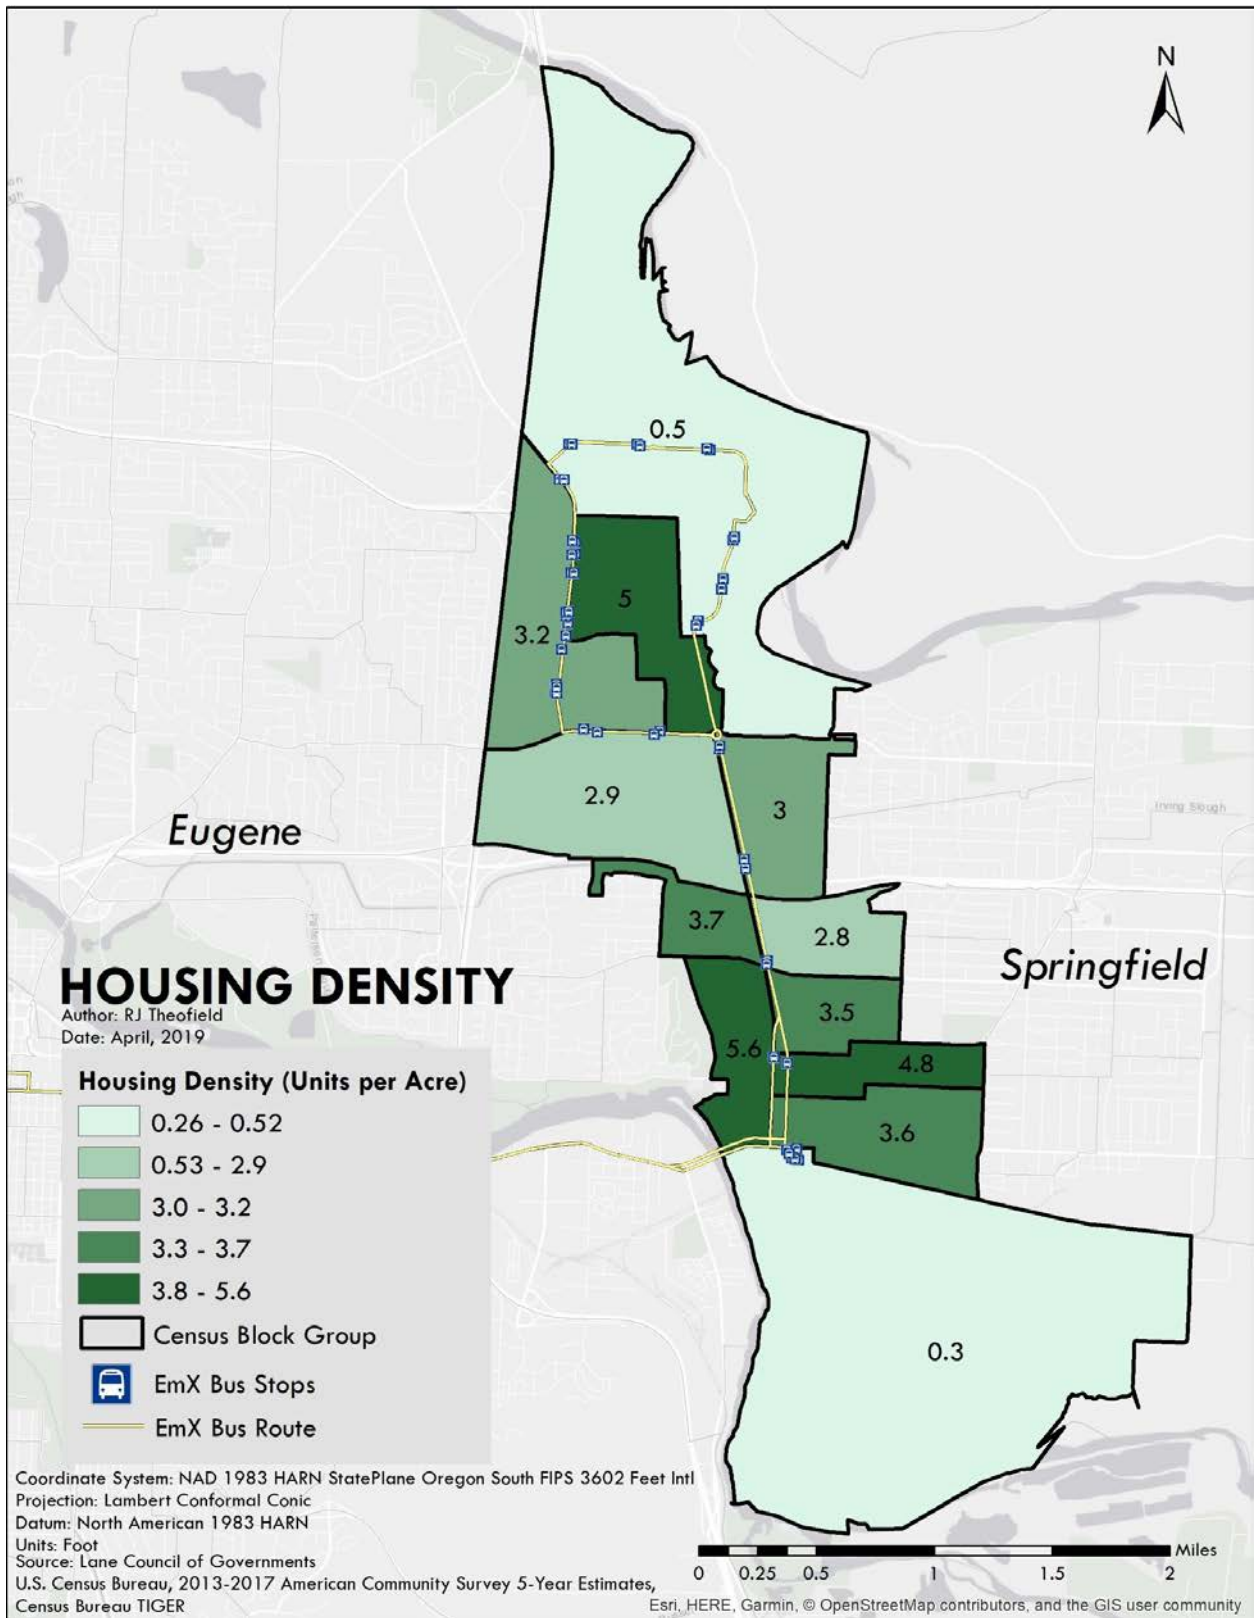 N
0.5
5
3.2
2.9
3
Eugene
Irving Slough
3.7
2.8
Springfield
HOUSING DENSITY
Author: RJ Theofield
Date: April, 2019
3.5
5.6
4.8
3.6
0.3
Housing Density (Units per Acre)
0.26 - 0.52
0.53 - 2.9
3.0 - 3.2
3.3 - 3.7
3.8 - 5.6
Census Block Group
EmX Bus Stops
EmX Bus Route
Coordinate System: NAD 1983 HARN StatePlane Oregon South FIPS 3602 Feet Intl
Projection: Lambert Conformal Conic
Datum: North American 1983 HARN
Units: Foot
Source: Lane Council of Governments
U.S. Census Bureau, 2013-2017 American Community Survey 5-Year Estimates,
Census Bureau TIGER
Miles
0 0.25 0.5 1 1.5 2
Esri, HERE, Garmin, © OpenStreetMap contributors, and the GIS user community